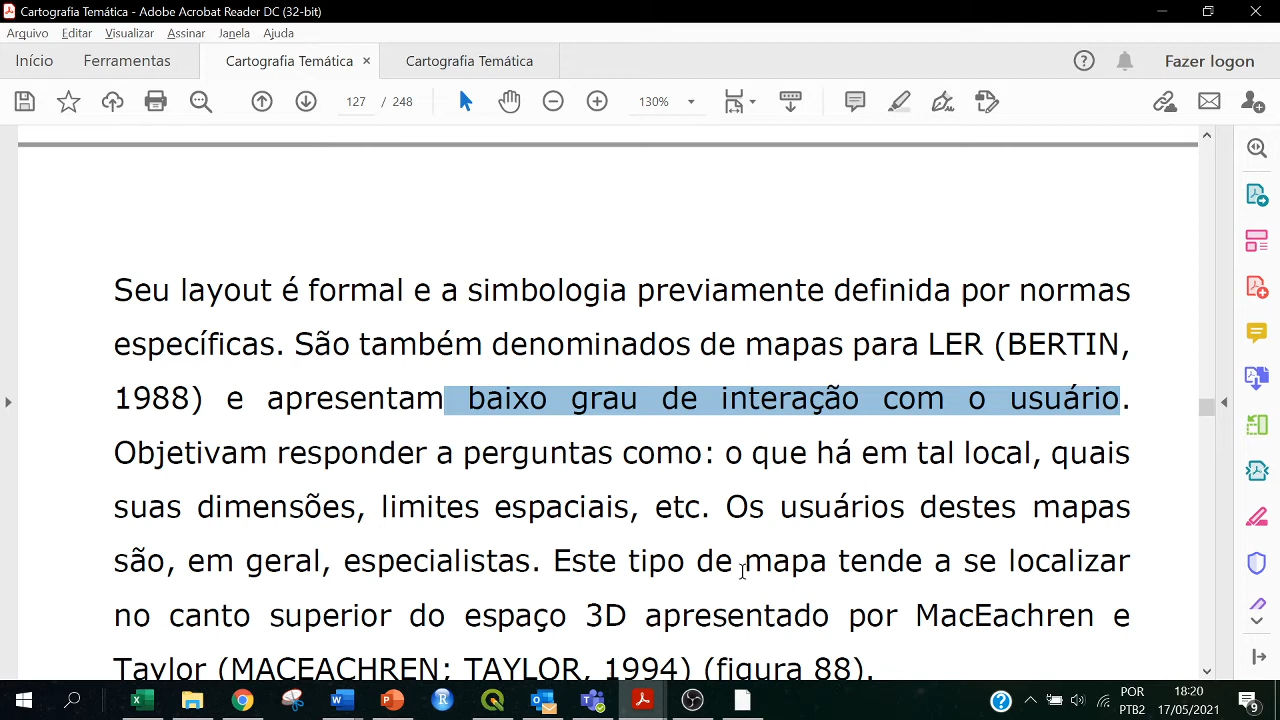 Cartografia Temática - Adobe Acrobat Reader DC (32-bit)
Arquivo Editar Visualizar Assinar Janela Ajuda
Início Ferramentas Cartografia Temática × Cartografia Temática Fazer logon
127 / 248 130%
Seu layout é formal e a simbologia previamente definida por normas
específicas. São também denominados de mapas para LER (BERTIN,
1988) e apresentam baixo grau de interação com o usuário.
Objetivam responder a perguntas como: o que há em tal local, quais
suas dimensões, limites espaciais, etc. Os usuários destes mapas
são, em geral, especialistas. Este tipo de mapa tende a se localizar
no canto superior do espaço 3D apresentado por MacEachren e
Taylor (MACEACHREN; TAYLOR, 1994) (figura 88).
POR 18:20
PTB2 17/05/2021 9